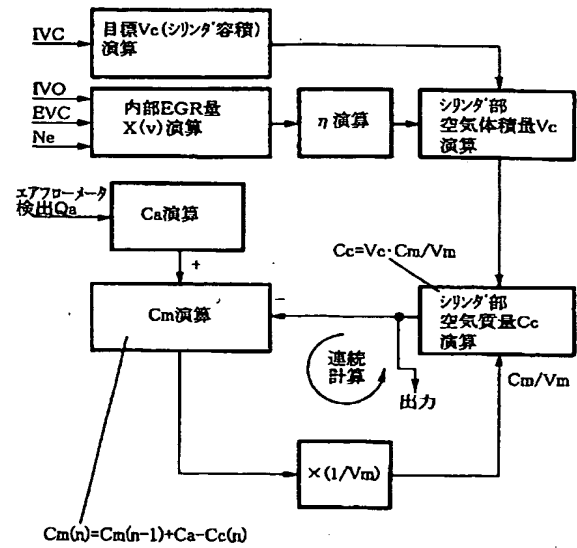 IVC
目標Vc(シリンダ容積)
演算
IVO
EVC
Ne
内部EGR量
X(v)演算
η演算
シリンダ部
空気体積量Vc
演算
エアフローメータ
検出Qa
Ca演算
+
Cc=Vc・Cm/Vm
Cm演算
−
シリンダ部
空気質量Cc
演算
連続
計算
出力
Cm/Vm
×(1/Vm)
Cm(n)=Cm(n-1)+Ca-Cc(n)